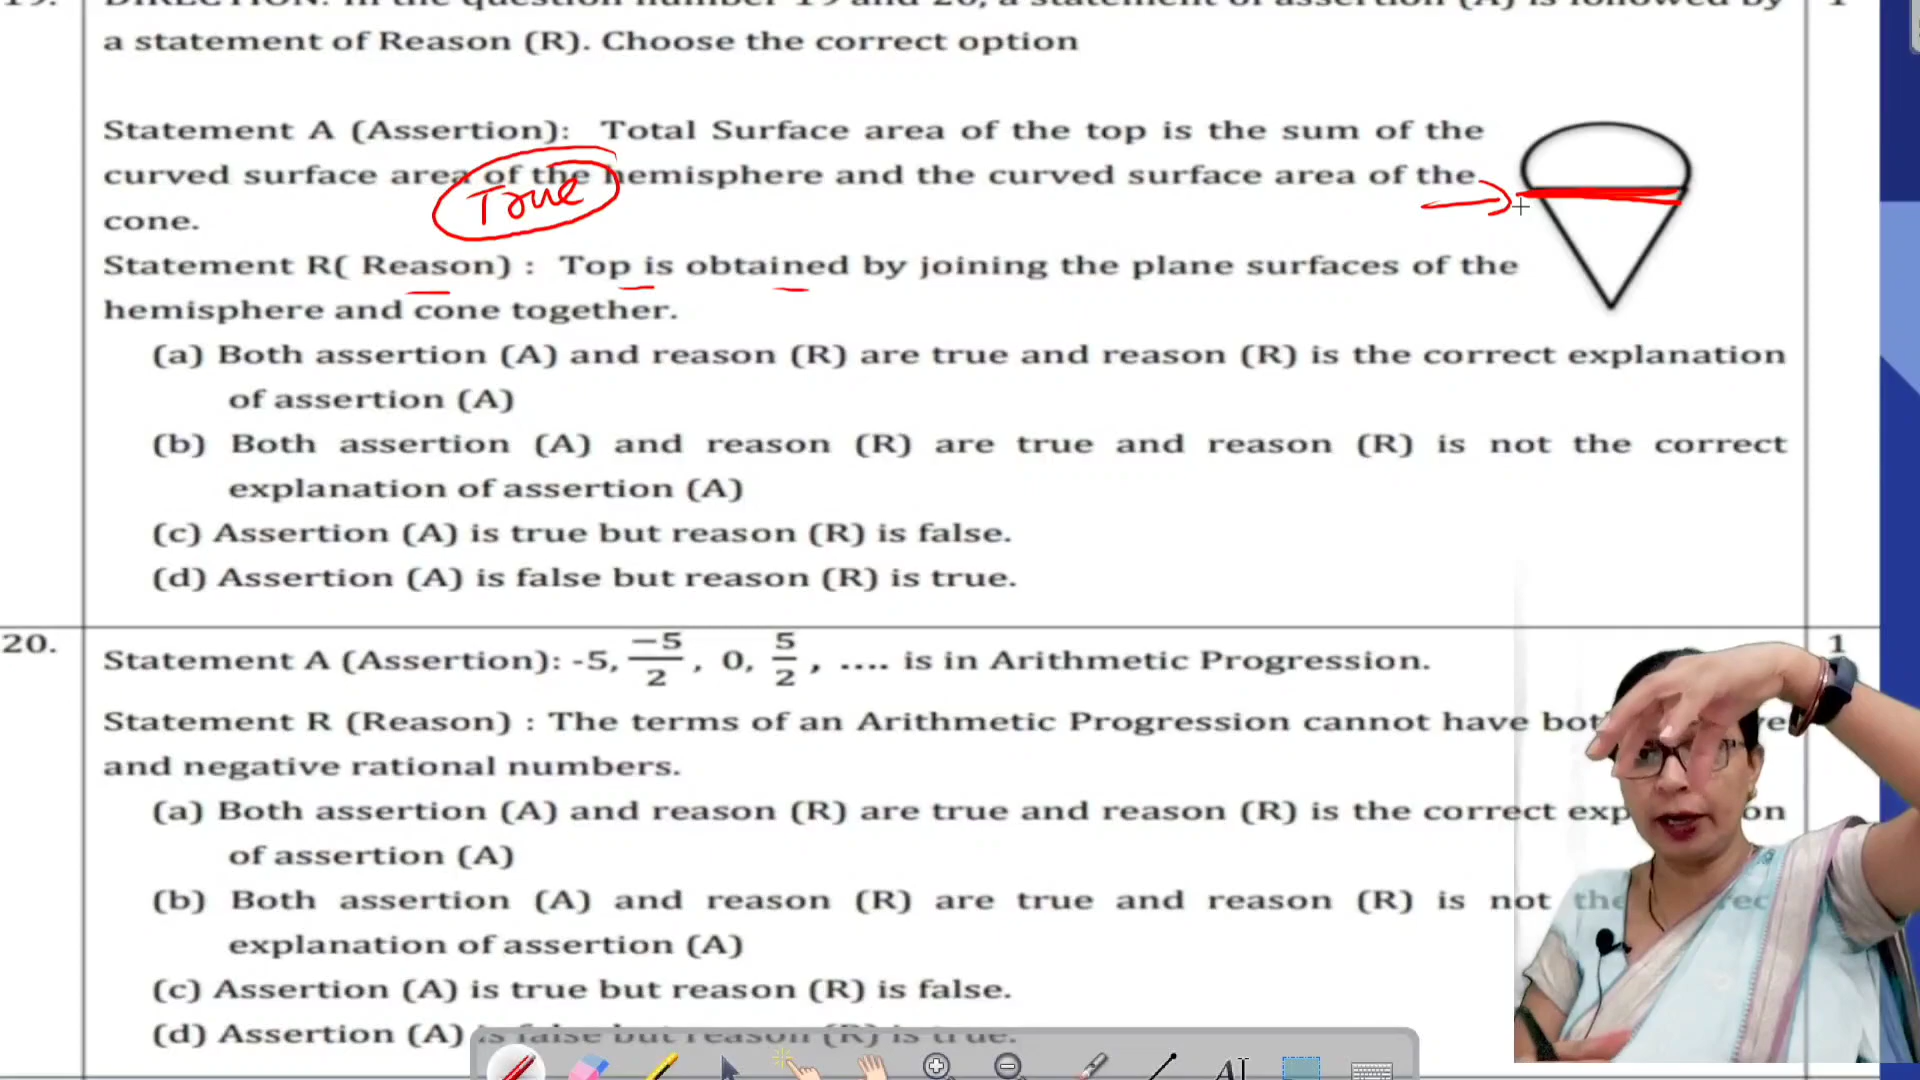 a statement of Reason (R). Choose the correct option
Statement A (Assertion): Total Surface area of the top is the sum of the
curved surface area of the hemisphere and the curved surface area of the
True
cone.
Statement R( Reason) : Top is obtained by joining the plane surfaces of the
hemisphere and cone together.
(a) Both assertion (A) and reason (R) are true and reason (R) is the correct explanation
of assertion (A)
(b) Both assertion (A) and reason (R) are true and reason (R) is not the correct
explanation of assertion (A)
(c) Assertion (A) is true but reason (R) is false.
(d) Assertion (A) is false but reason (R) is true.
20.
1
Statement A (Assertion): -5, −5/2 , 0, 5/2 , .... is in Arithmetic Progression.
Statement R (Reason) : The terms of an Arithmetic Progression cannot have
and negative rational numbers.
(a) Both assertion (A) and reason (R) are true and reason (R) is the correct
of assertion (A)
(b) Both assertion (A) and reason (R) are true and reason (R) is not
explanation of assertion (A)
(c) Assertion (A) is true but reason (R) is false.
(d) Assertion (A) is false but reason (R) is true.